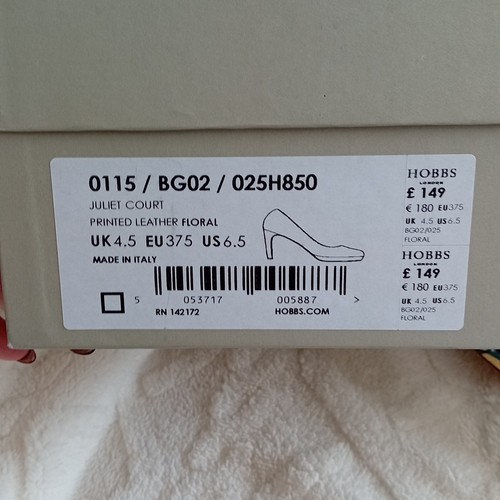 0115 / BG02 / 025H850
JULIET COURT
PRINTED LEATHER FLORAL
UK 4.5 EU 375 US 6.5
MADE IN ITALY
5 053717 005887 >
RN 142172 HOBBS.COM
HOBBS
LONDON
£ 149
€ 180 EU375
UK 4.5 US 6.5
BG02/025
FLORAL
HOBBS
LONDON
£ 149
€ 180 EU375
UK 4.5 US 6.5
BG02/025
FLORAL